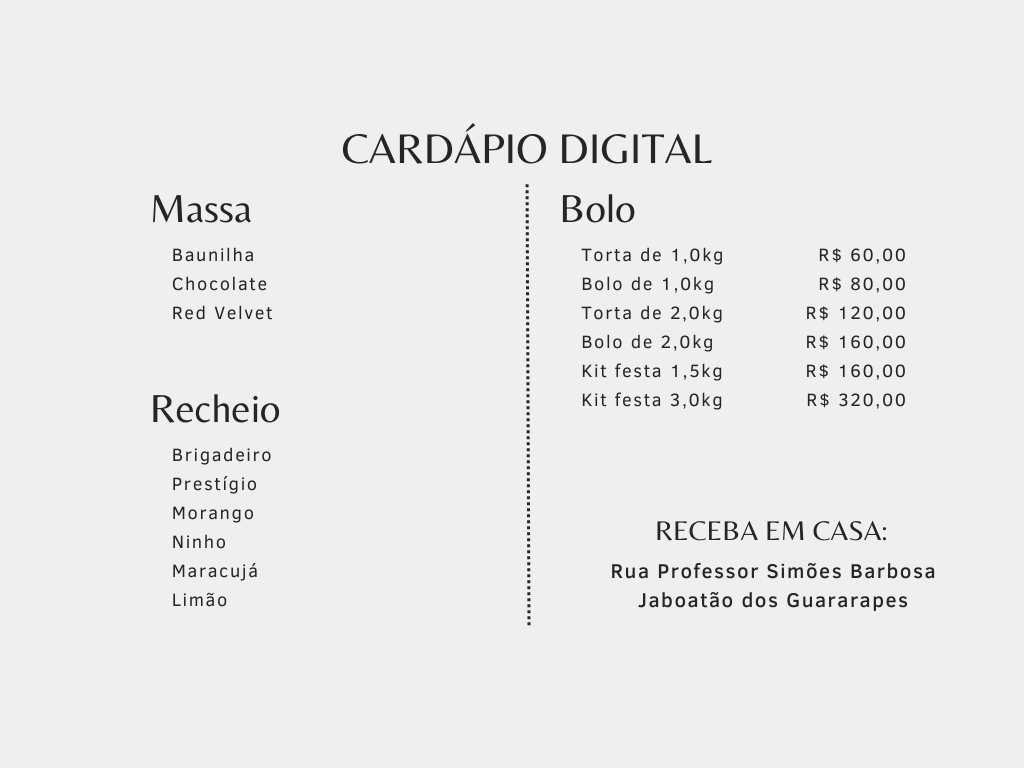 CARDÁPIO DIGITAL
Massa
Baunilha
Chocolate
Red Velvet
Recheio
Brigadeiro
Prestígio
Morango
Ninho
Maracujá
Limão
Bolo
Torta de 1,0kg R$ 60,00
Bolo de 1,0kg R$ 80,00
Torta de 2,0kg R$ 120,00
Bolo de 2,0kg R$ 160,00
Kit festa 1,5kg R$ 160,00
Kit festa 3,0kg R$ 320,00
RECEBA EM CASA:
Rua Professor Simões Barbosa
Jaboatão dos Guararapes